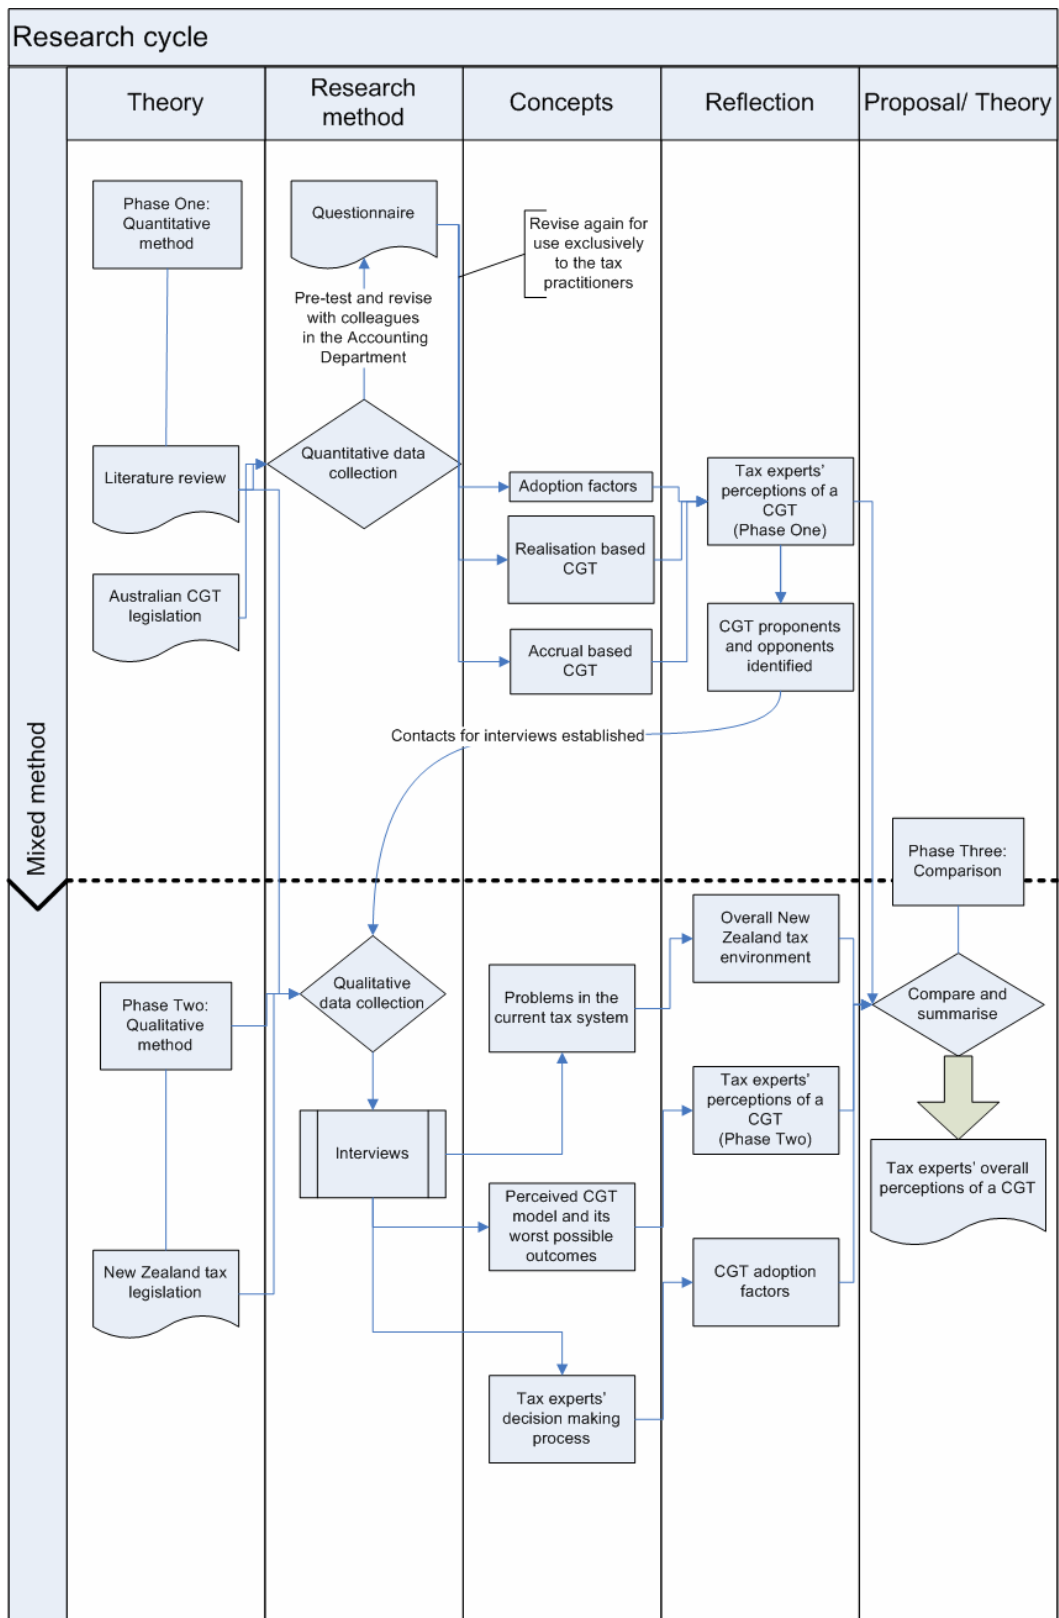 Research cycle
Theory
Research
method
Concepts
Reflection
Proposal/ Theory
Mixed method
Phase One:
Quantitative
method
Questionnaire
Revise again for
use exclusively
to the tax
practitioners
Pre-test and revise
with colleagues
in the Accounting
Department
Literature review
Quantitative data
collection
Adoption factors
Tax experts'
perceptions of a
CGT
(Phase One)
Realisation based
CGT
Australian CGT
legislation
CGT proponents
and opponents
identified
Accrual based
CGT
Contacts for interviews established
Phase Three:
Comparison
Overall New
Zealand tax
environment
Qualitative
data collection
Phase Two:
Qualitative
method
Problems in the
current tax system
Compare and
summarise
Tax experts'
perceptions of a
CGT
(Phase Two)
Interviews
Tax experts' overall
perceptions of a CGT
Perceived CGT
model and its
worst possible
outcomes
New Zealand tax
legislation
CGT adoption
factors
Tax experts'
decision making
process